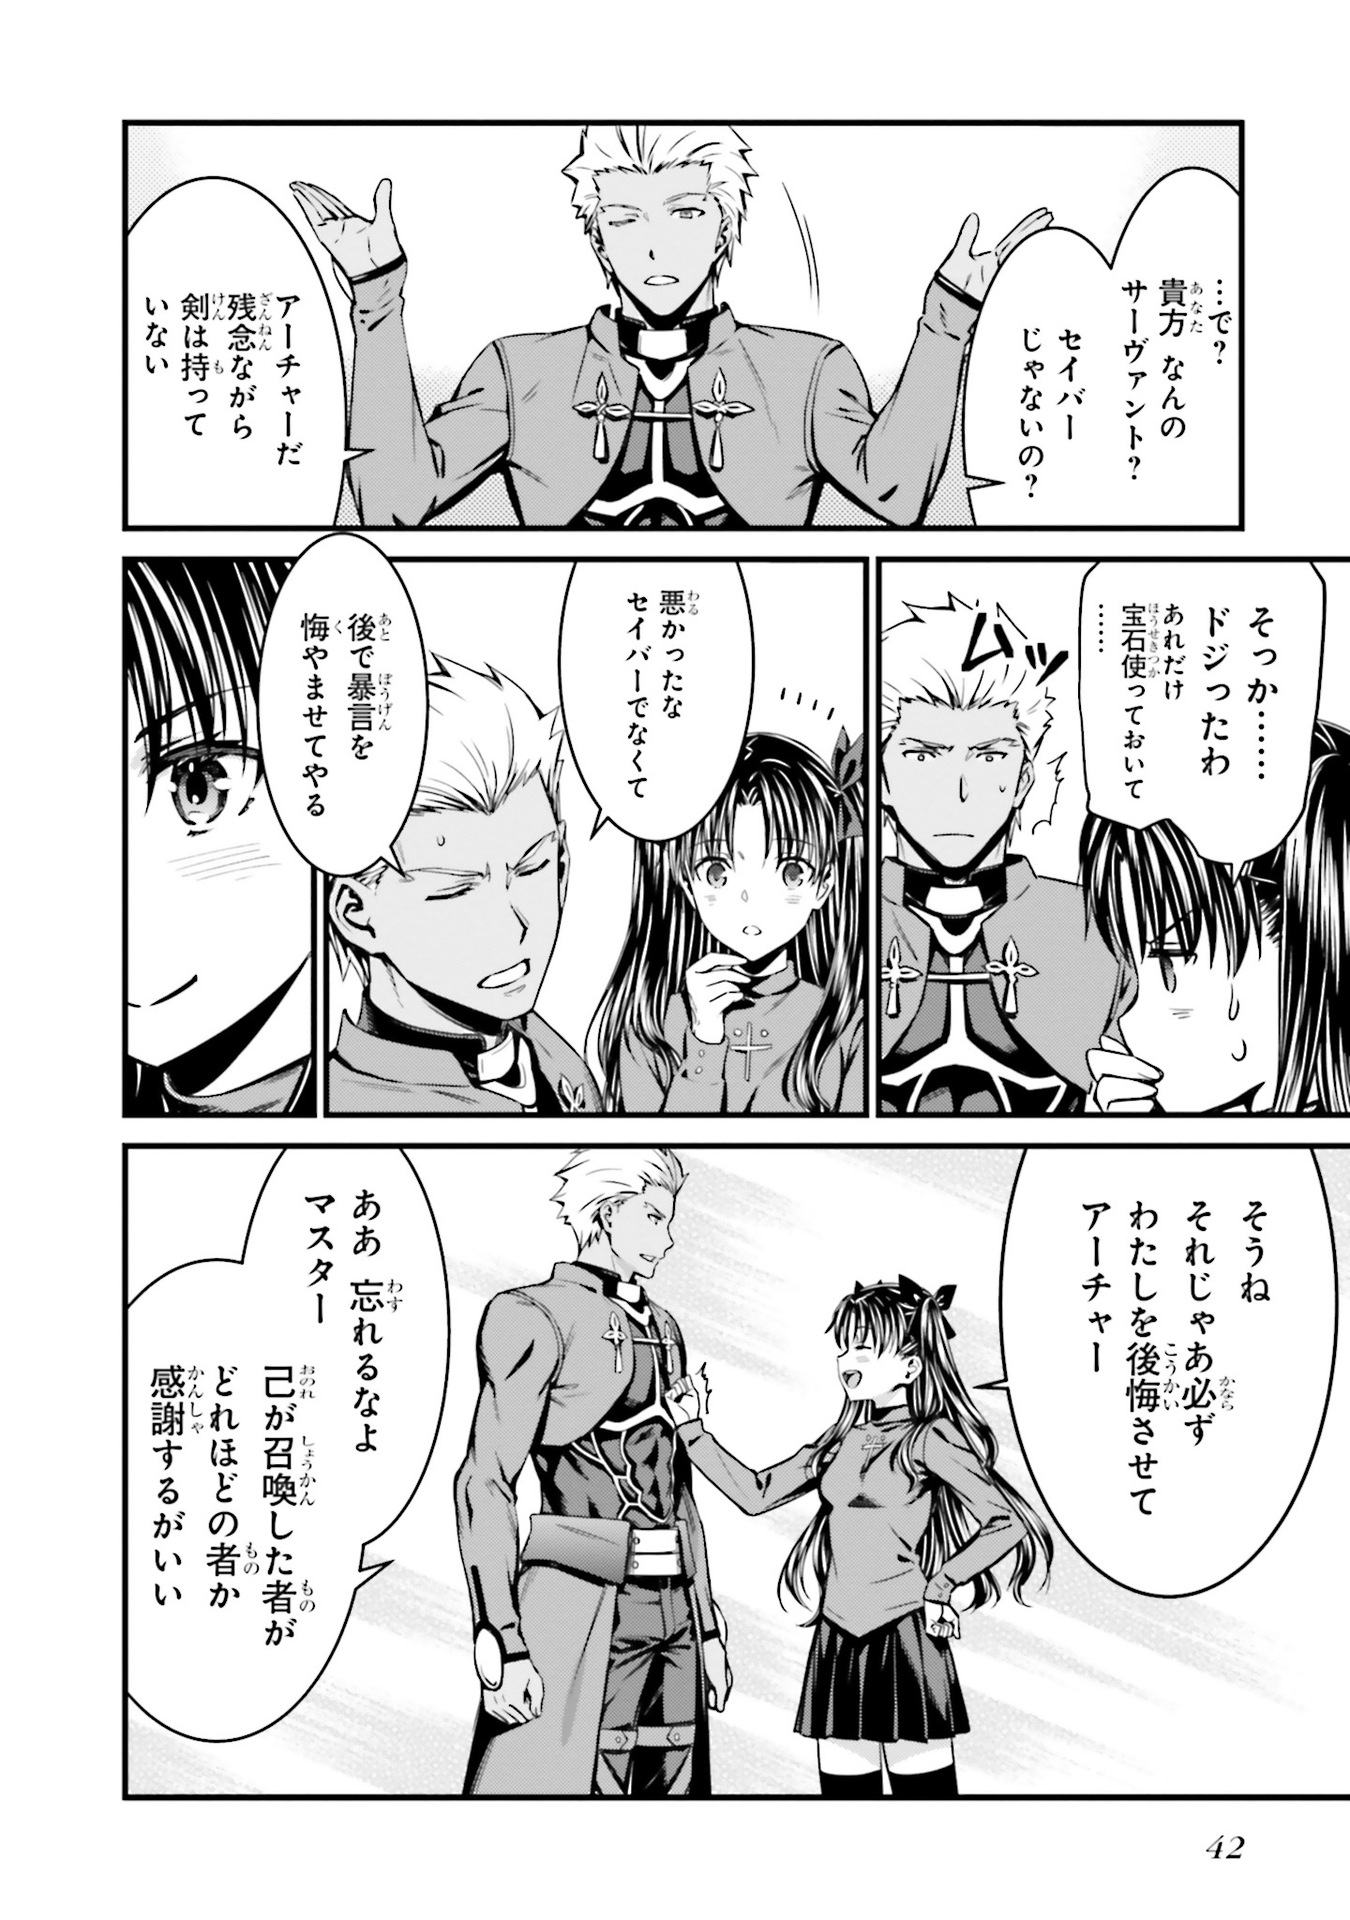 …で？
貴方 なんの
サーヴァント？
セイバー
じゃないの？
アーチャーだ
残念ながら
剣は持って
いない
そっか……
ドジったわ
あれだけ
宝石使っておいて
……
ムッ
悪かったな
セイバーでなくて
後で暴言を
悔やませてやる
そうね
それじゃあ必ず
わたしを後悔させて
アーチャー
ああ 忘れるなよ
マスター
己が召喚した者が
どれほどの者か
感謝するがいい
42